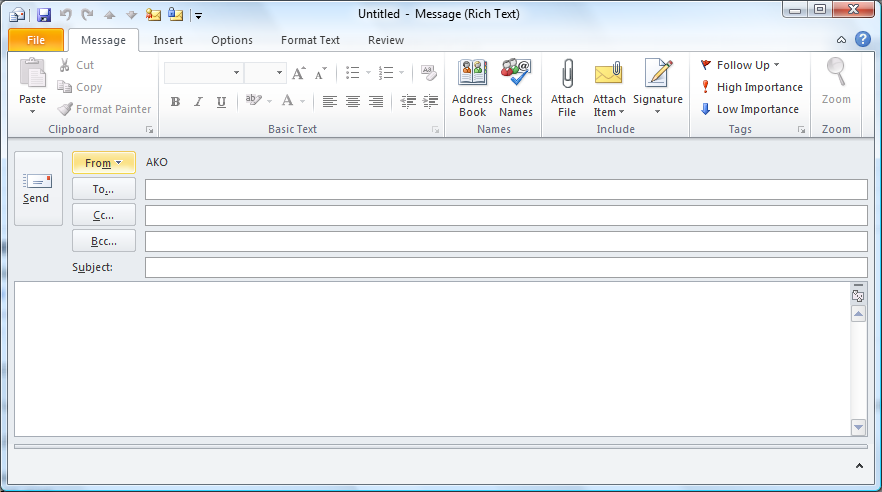 Untitled - Message (Rich Text)
File Message Insert Options Format Text Review
Paste
Cut
Copy
Format Painter
Clipboard
B I U
Basic Text
Address Book
Check Names
Names
Attach File
Attach Item
Signature
Include
Follow Up
High Importance
Low Importance
Tags
Zoom
Zoom
Send
From AKO
To...
Cc...
Bcc...
Subject: